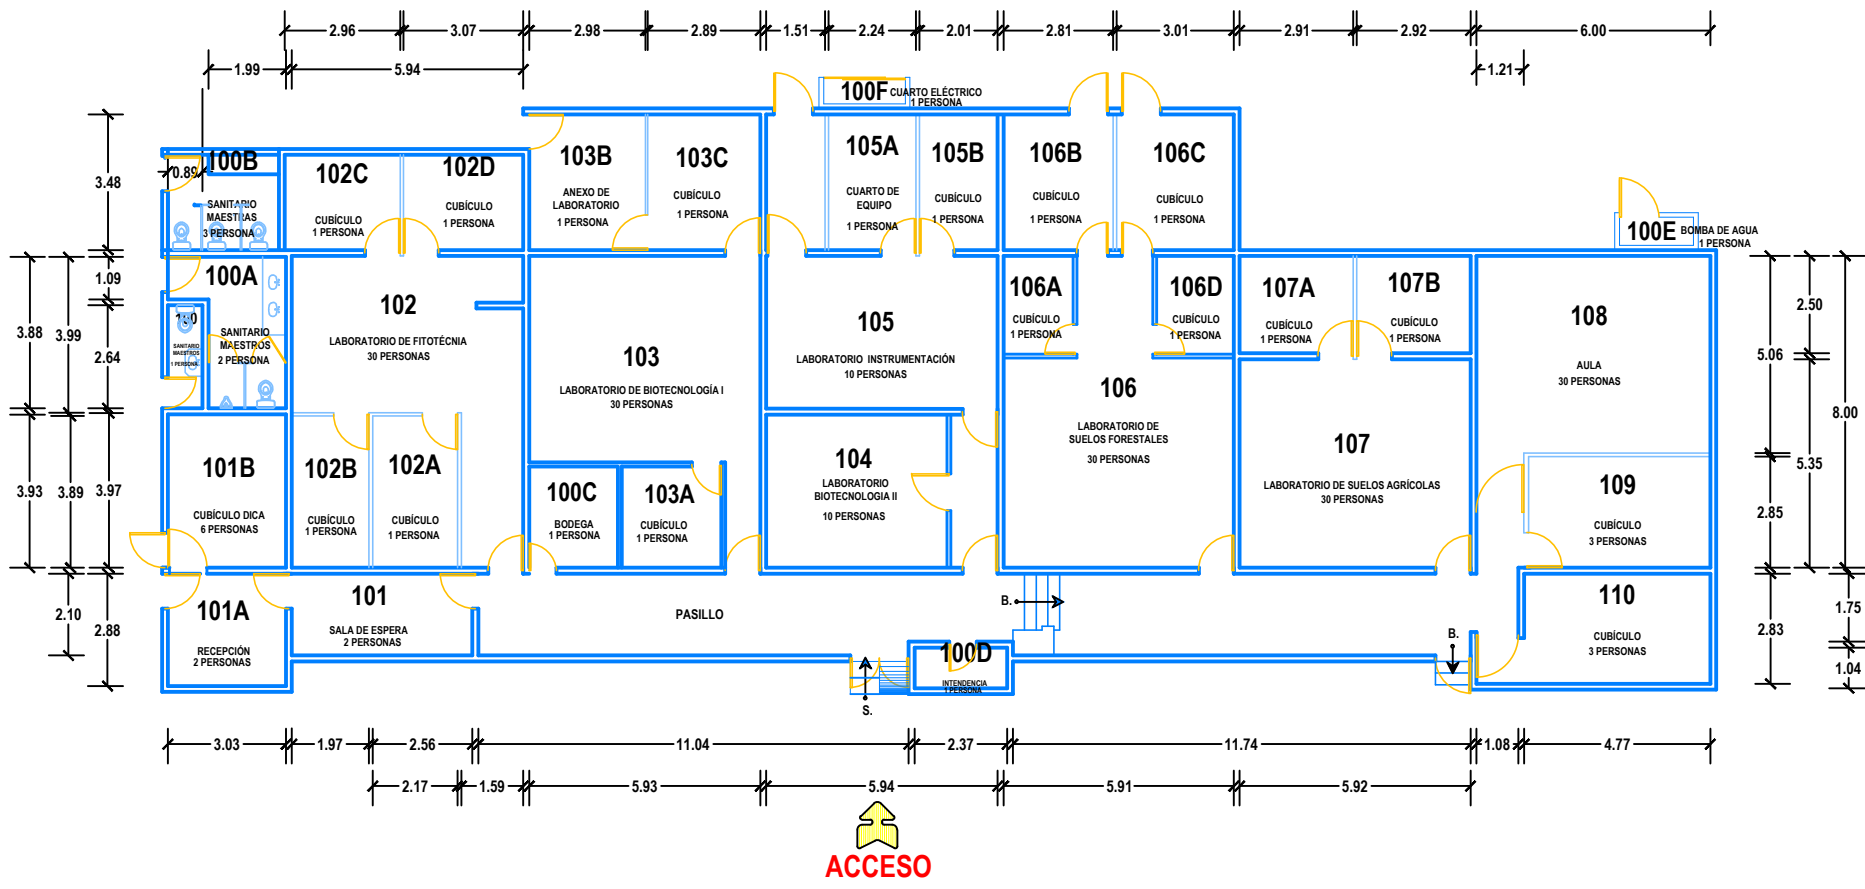 2.96
3.07
2.98
2.89
1.51
2.24
2.01
2.81
3.01
2.91
2.92
6.00
1.99
5.94
1.21
100F
CUARTO ELÉCTRICO
1 PERSONA
3.48
0.89
100B
SANITARIO
MAESTRAS
3 PERSONA
102C
CUBÍCULO
1 PERSONA
102D
CUBÍCULO
1 PERSONA
103B
ANEXO DE
LABORATORIO
1 PERSONA
103C
CUBÍCULO
1 PERSONA
105A
CUARTO DE
EQUIPO
1 PERSONA
105B
CUBÍCULO
1 PERSONA
106B
CUBÍCULO
1 PERSONA
106C
CUBÍCULO
1 PERSONA
100E
BOMBA DE AGUA
1 PERSONA
1.09
3.88
3.99
2.64
100A
SANITARIO
MAESTROS
2 PERSONA
100
SANITARIO
MAESTROS
1 PERSONA
102
LABORATORIO DE FITOTÉCNIA
30 PERSONAS
103
LABORATORIO DE BIOTECNOLOGÍA I
30 PERSONAS
105
LABORATORIO INSTRUMENTACIÓN
10 PERSONAS
106A
CUBÍCULO
1 PERSONA
106D
CUBÍCULO
1 PERSONA
107A
CUBÍCULO
1 PERSONA
107B
CUBÍCULO
1 PERSONA
108
AULA
30 PERSONAS
2.50
5.06
8.00
5.35
106
LABORATORIO DE
SUELOS FORESTALES
30 PERSONAS
107
LABORATORIO DE SUELOS AGRÍCOLAS
30 PERSONAS
3.93
3.89
3.97
101B
CUBÍCULO DICA
6 PERSONAS
102B
CUBÍCULO
1 PERSONA
102A
CUBÍCULO
1 PERSONA
100C
BODEGA
1 PERSONA
103A
CUBÍCULO
1 PERSONA
104
LABORATORIO
BIOTECNOLOGIA II
10 PERSONAS
109
CUBÍCULO
3 PERSONAS
2.85
2.10
2.88
101A
RECEPCIÓN
2 PERSONAS
101
SALA DE ESPERA
2 PERSONAS
PASILLO
B.
100D
INTENDENCIA
1 PERSONA
S.
B.
110
CUBÍCULO
3 PERSONAS
1.75
2.83
1.04
3.03
1.97
2.56
11.04
2.37
11.74
1.08
4.77
2.17
1.59
5.93
5.94
5.91
5.92
ACCESO